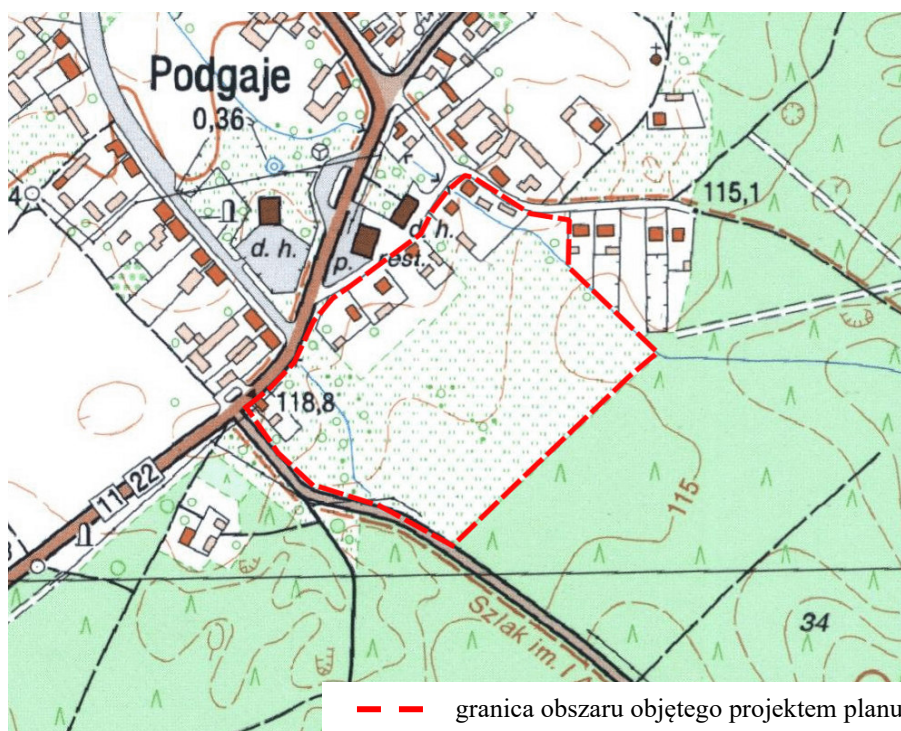 Podgaje
0,36
4
115,1
d. h.
d. h.
p.
rest.
118,8
11 22
115
34
Szlak im. I A
granica obszaru objętego projektem planu